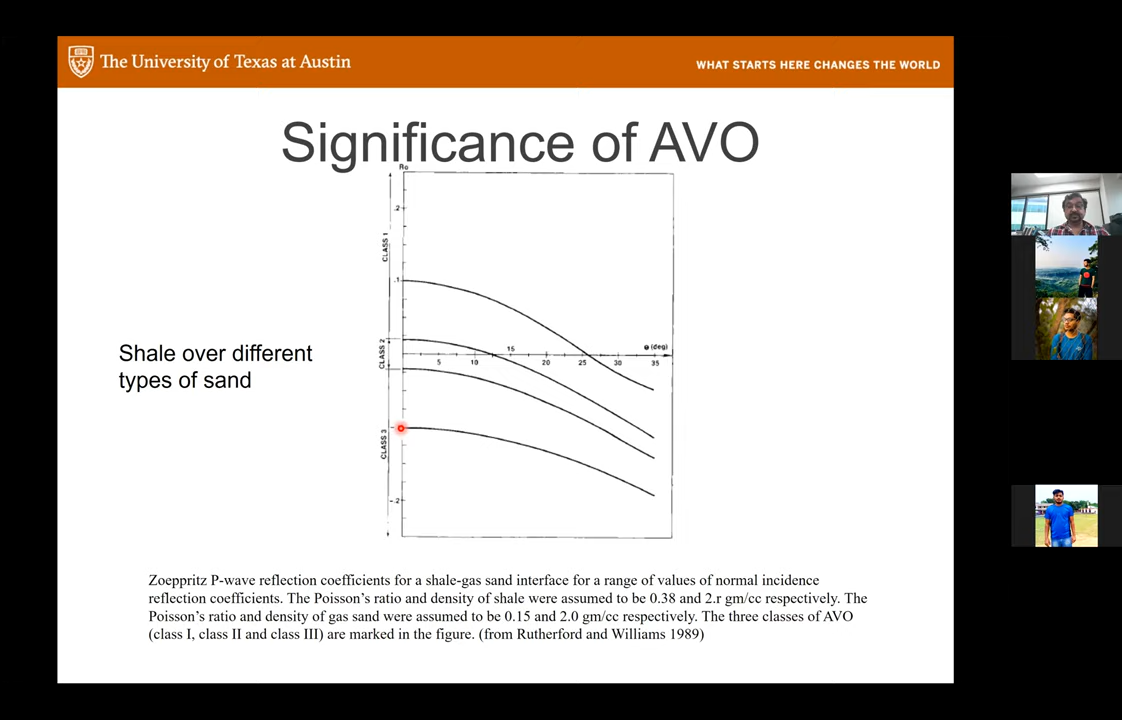 The University of Texas at Austin
WHAT STARTS HERE CHANGES THE WORLD
Significance of AVO
Rθ
.2
CLASS 1
.1
Shale over different
types of sand
CLASS 2
θ (deg)
5
10
15
20
25
30
35
CLASS 3
-.2
Zoeppritz P-wave reflection coefficients for a shale-gas sand interface for a range of values of normal incidence
reflection coefficients. The Poisson's ratio and density of shale were assumed to be 0.38 and 2.r gm/cc respectively. The
Poisson's ratio and density of gas sand were assumed to be 0.15 and 2.0 gm/cc respectively. The three classes of AVO
(class I, class II and class III) are marked in the figure. (from Rutherford and Williams 1989)